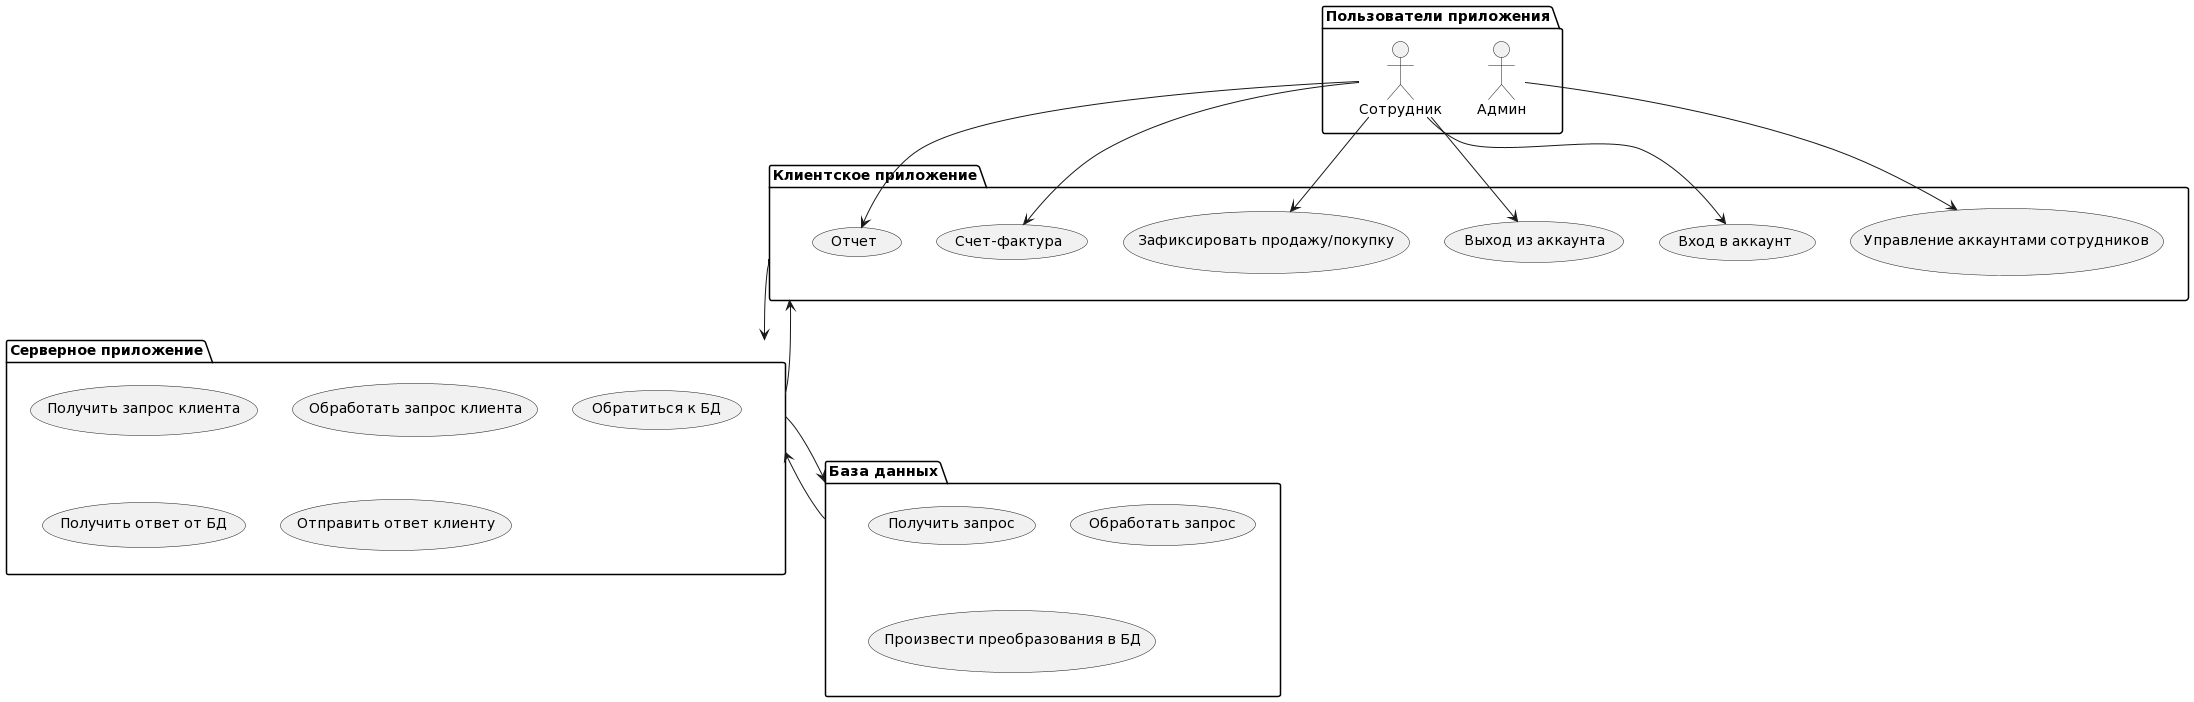 Пользователи приложения
Сотрудник
Админ
Клиентское приложение
Отчет
Счет-фактура
Зафиксировать продажу/покупку
Выход из аккаунта
Вход в аккаунт
Управление аккаунтами сотрудников
Серверное приложение
Получить запрос клиента
Обработать запрос клиента
Обратиться к БД
Получить ответ от БД
Отправить ответ клиенту
База данных
Получить запрос
Обработать запрос
Произвести преобразования в БД